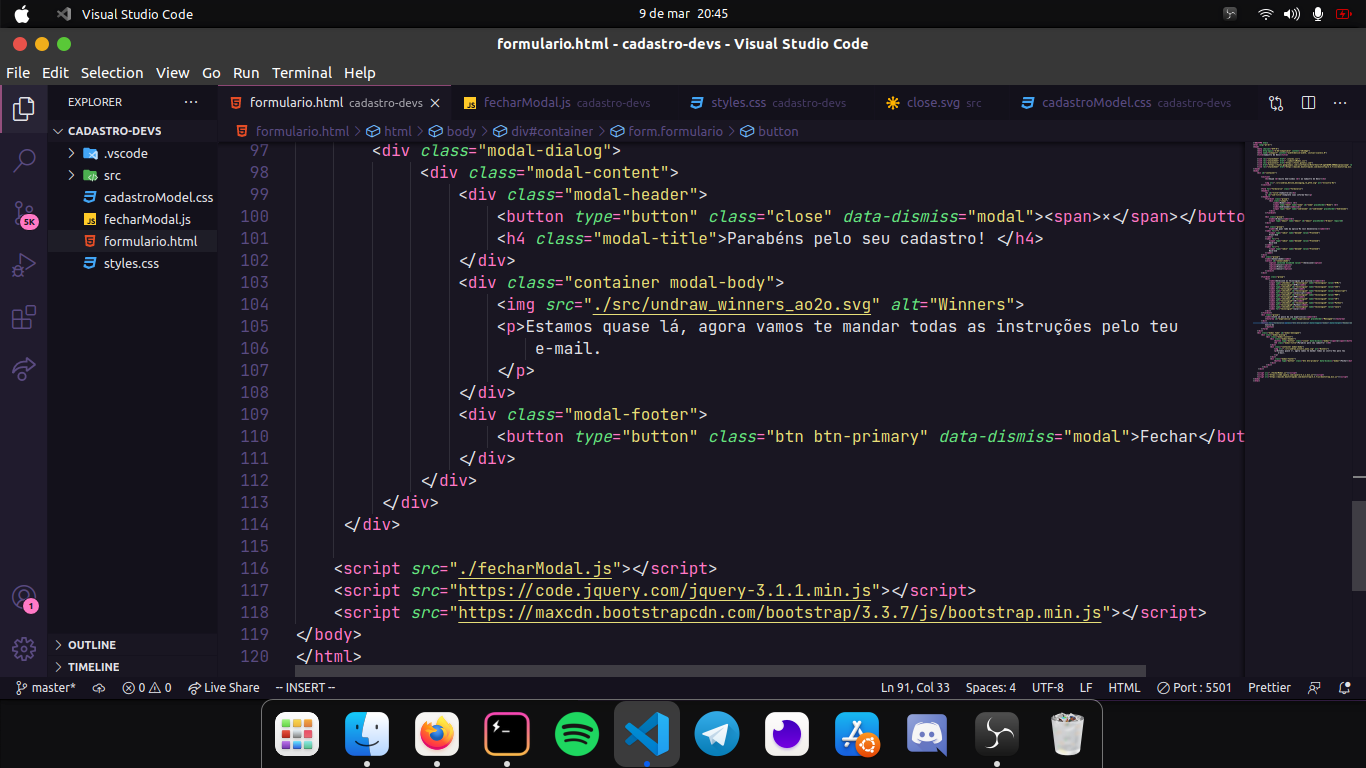 Visual Studio Code
9 de mar 20:45
formulario.html - cadastro-devs - Visual Studio Code
File Edit Selection View Go Run Terminal Help
EXPLORER
formulario.html cadastro-devs
fecharModal.js cadastro-devs
styles.css cadastro-devs
close.svg src
cadastroModel.css cadastro-devs
CADASTRO-DEVS
.vscode
src
cadastroModel.css
fecharModal.js
formulario.html
styles.css
5K
1
OUTLINE
TIMELINE
formulario.html > html > body > div#container > form.formulario > button
97 <div class="modal-dialog">
98 <div class="modal-content">
99 <div class="modal-header">
100 <button type="button" class="close" data-dismiss="modal"><span>×</span></butto
101 <h4 class="modal-title">Parabéns pelo seu cadastro! </h4>
102 </div>
103 <div class="container modal-body">
104 <img src="./src/undraw_winners_ao2o.svg" alt="Winners">
105 <p>Estamos quase lá, agora vamos te mandar todas as instruções pelo teu
106 e-mail.
107 </p>
108 </div>
109 <div class="modal-footer">
110 <button type="button" class="btn btn-primary" data-dismiss="modal">Fechar</but
111 </div>
112 </div>
113 </div>
114 </div>
115
116 <script src="./fecharModal.js"></script>
117 <script src="https://code.jquery.com/jquery-3.1.1.min.js"></script>
118 <script src="https://maxcdn.bootstrapcdn.com/bootstrap/3.3.7/js/bootstrap.min.js"></script>
119 </body>
120 </html>
master* 0 0 Live Share -- INSERT -- Ln 91, Col 33 Spaces: 4 UTF-8 LF HTML Port : 5501 Prettier